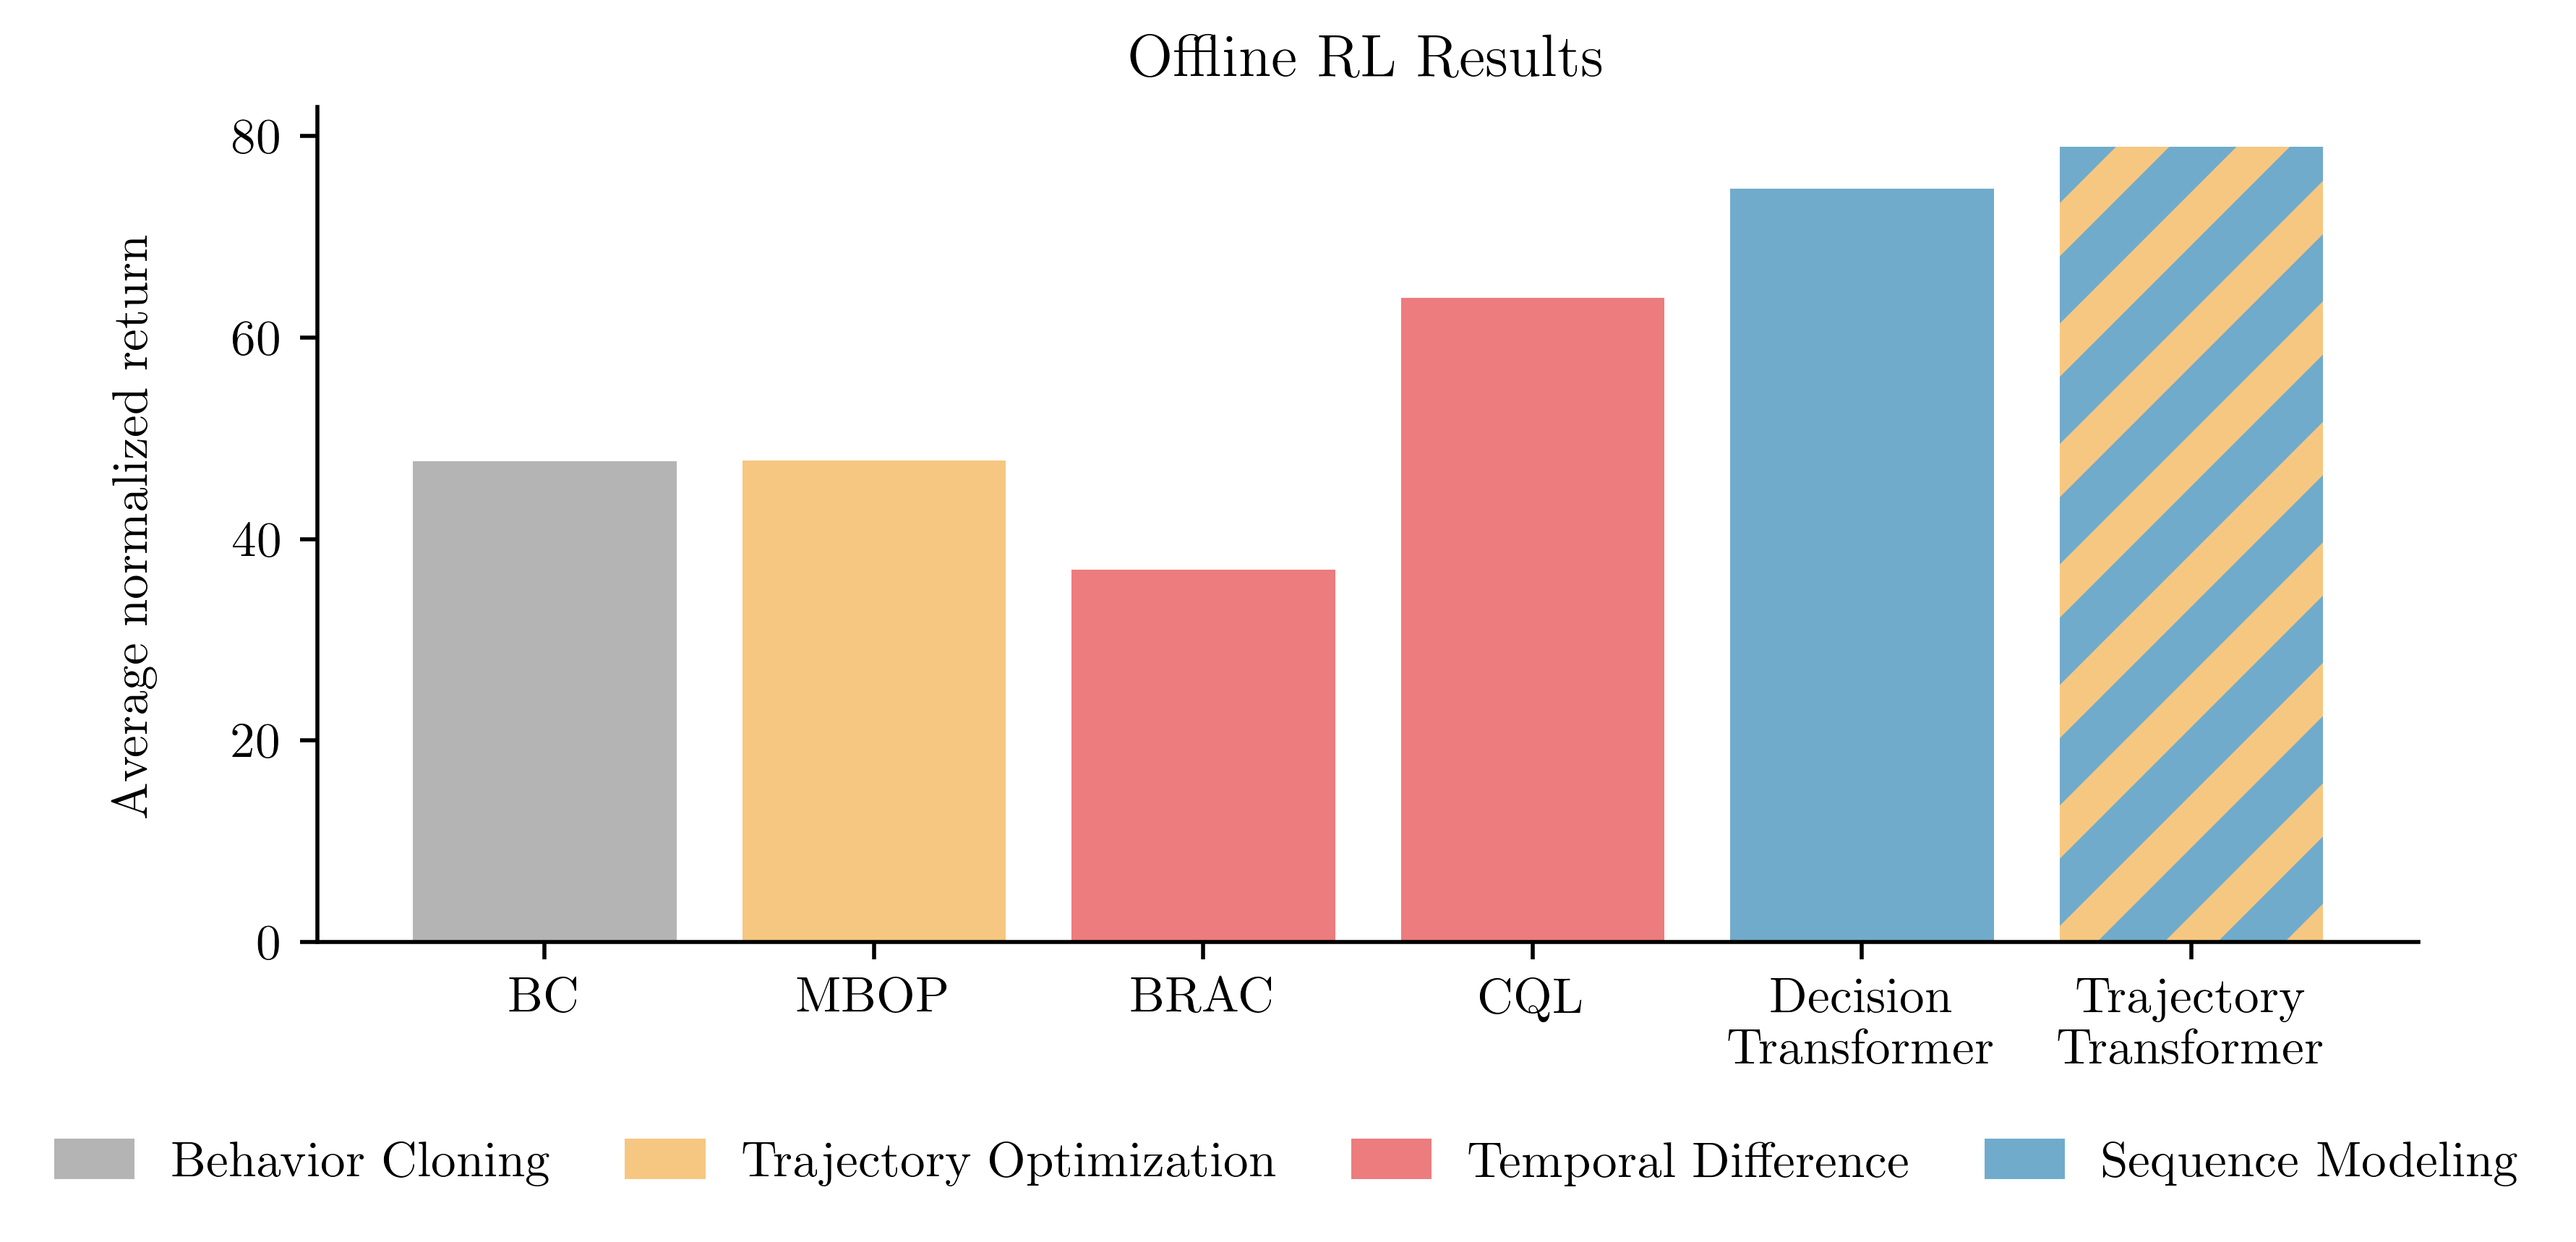 Offline RL Results
Average normalized return
80
60
40
20
0
BC
MBOP
BRAC
CQL
Decision
Transformer
Trajectory
Transformer
Behavior Cloning
Trajectory Optimization
Temporal Difference
Sequence Modeling